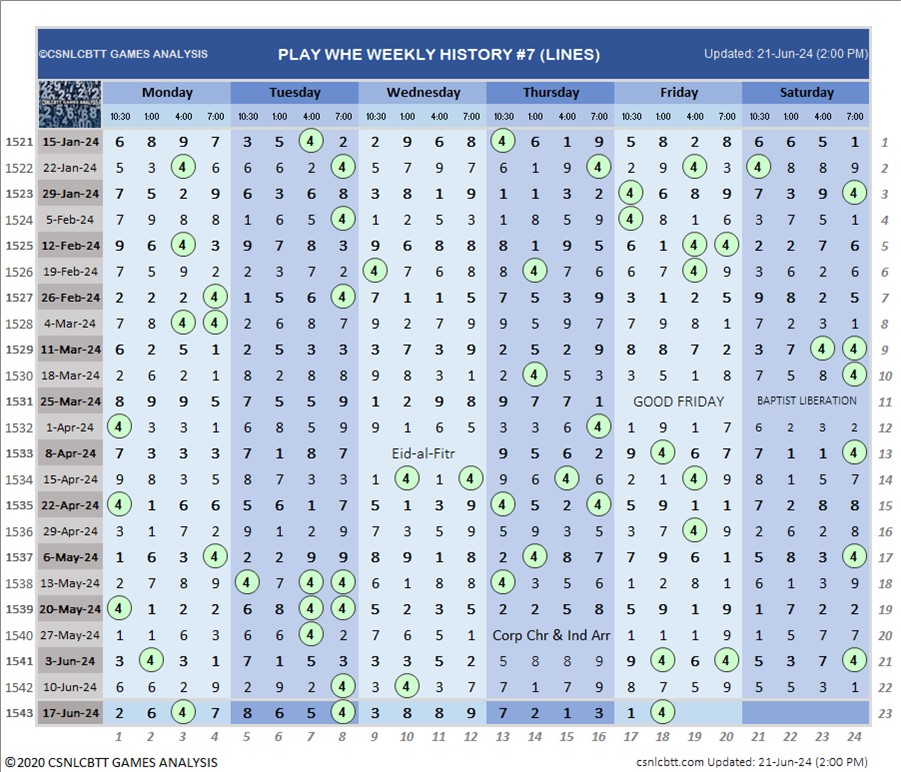 ©CSNLCBTT GAMES ANALYSIS PLAY WHE WEEKLY HISTORY #7 (LINES) Updated: 21-Jun-24 (2:00 PM)
CSNLCBTT GAMES ANALYSIS Monday Tuesday Wednesday Thursday Friday Saturday
10:30 1:00 4:00 7:00 10:30 1:00 4:00 7:00 10:30 1:00 4:00 7:00 10:30 1:00 4:00 7:00 10:30 1:00 4:00 7:00 10:30 1:00 4:00 7:00
1521 15-Jan-24 6 8 9 7 3 5 4 2 2 9 6 8 4 6 1 9 5 8 2 8 6 6 5 1 1
1522 22-Jan-24 5 3 4 6 6 6 2 4 5 7 9 7 6 1 9 4 2 9 4 3 4 8 8 9 2
1523 29-Jan-24 7 5 2 9 6 3 6 8 3 8 1 9 1 1 3 2 4 6 8 9 7 3 9 4 3
1524 5-Feb-24 7 9 8 8 1 6 5 4 1 2 5 3 1 8 5 9 4 8 1 6 3 7 5 1 4
1525 12-Feb-24 9 6 4 3 9 7 8 3 9 6 8 8 8 1 9 5 6 1 4 4 2 2 7 6 5
1526 19-Feb-24 7 5 9 2 2 3 7 2 4 7 6 8 8 4 7 6 6 7 4 9 3 6 2 6 6
1527 26-Feb-24 2 2 2 4 1 5 6 4 7 1 1 5 7 5 3 9 3 1 2 5 9 8 2 5 7
1528 4-Mar-24 7 8 4 4 2 6 8 7 9 2 7 9 9 5 9 7 7 9 8 1 7 2 3 1 8
1529 11-Mar-24 6 2 5 1 2 5 3 3 3 7 3 9 2 5 2 9 8 8 7 2 3 7 4 4 9
1530 18-Mar-24 2 6 2 1 8 2 8 8 9 8 3 1 2 4 5 3 3 5 1 8 7 5 8 4 10
1531 25-Mar-24 8 9 9 5 7 5 5 9 1 2 9 8 9 7 7 1 GOOD FRIDAY BAPTIST LIBERATION 11
1532 1-Apr-24 4 3 3 1 6 8 5 9 9 1 6 5 3 3 6 4 1 9 1 7 6 2 3 2 12
1533 8-Apr-24 7 3 3 3 7 1 8 7 Eid-al-Fitr 9 5 6 2 9 4 6 7 7 1 1 4 13
1534 15-Apr-24 9 8 3 5 8 7 3 3 1 4 1 4 9 6 4 5 2 1 4 9 8 1 5 7 14
1535 22-Apr-24 4 1 6 6 5 6 1 7 5 1 3 9 4 5 2 4 5 9 1 1 7 2 8 8 15
1536 29-Apr-24 3 1 7 2 9 1 2 9 7 3 5 9 5 9 3 5 3 7 4 9 2 6 2 8 16
1537 6-May-24 1 6 3 4 2 2 9 9 8 9 1 8 2 4 8 7 7 9 6 1 5 8 3 4 17
1538 13-May-24 2 7 8 9 4 7 4 4 6 1 8 8 4 3 5 6 1 2 8 1 6 1 3 9 18
1539 20-May-24 4 1 2 2 6 8 4 4 5 2 3 5 2 2 5 8 5 9 1 9 1 7 2 2 19
1540 27-May-24 1 1 6 3 6 6 4 2 7 6 5 1 Corp Chr & Ind Arr 1 1 1 9 1 5 7 7 20
1541 3-Jun-24 3 4 3 1 7 1 5 3 3 3 5 2 5 8 8 9 9 4 6 4 5 3 7 4 21
1542 10-Jun-24 6 6 2 9 2 9 2 4 3 4 3 7 7 1 7 9 8 7 5 9 5 5 3 1 22
1543 17-Jun-24 2 6 4 7 8 6 5 4 3 8 8 9 7 2 1 3 1 4 23
1 2 3 4 5 6 7 8 9 10 11 12 13 14 15 16 17 18 19 20 21 22 23 24
©2020 CSNLCBTT GAMES ANALYSIS csnlcbtt.com Updated: 21-Jun-24 (2:00 PM)